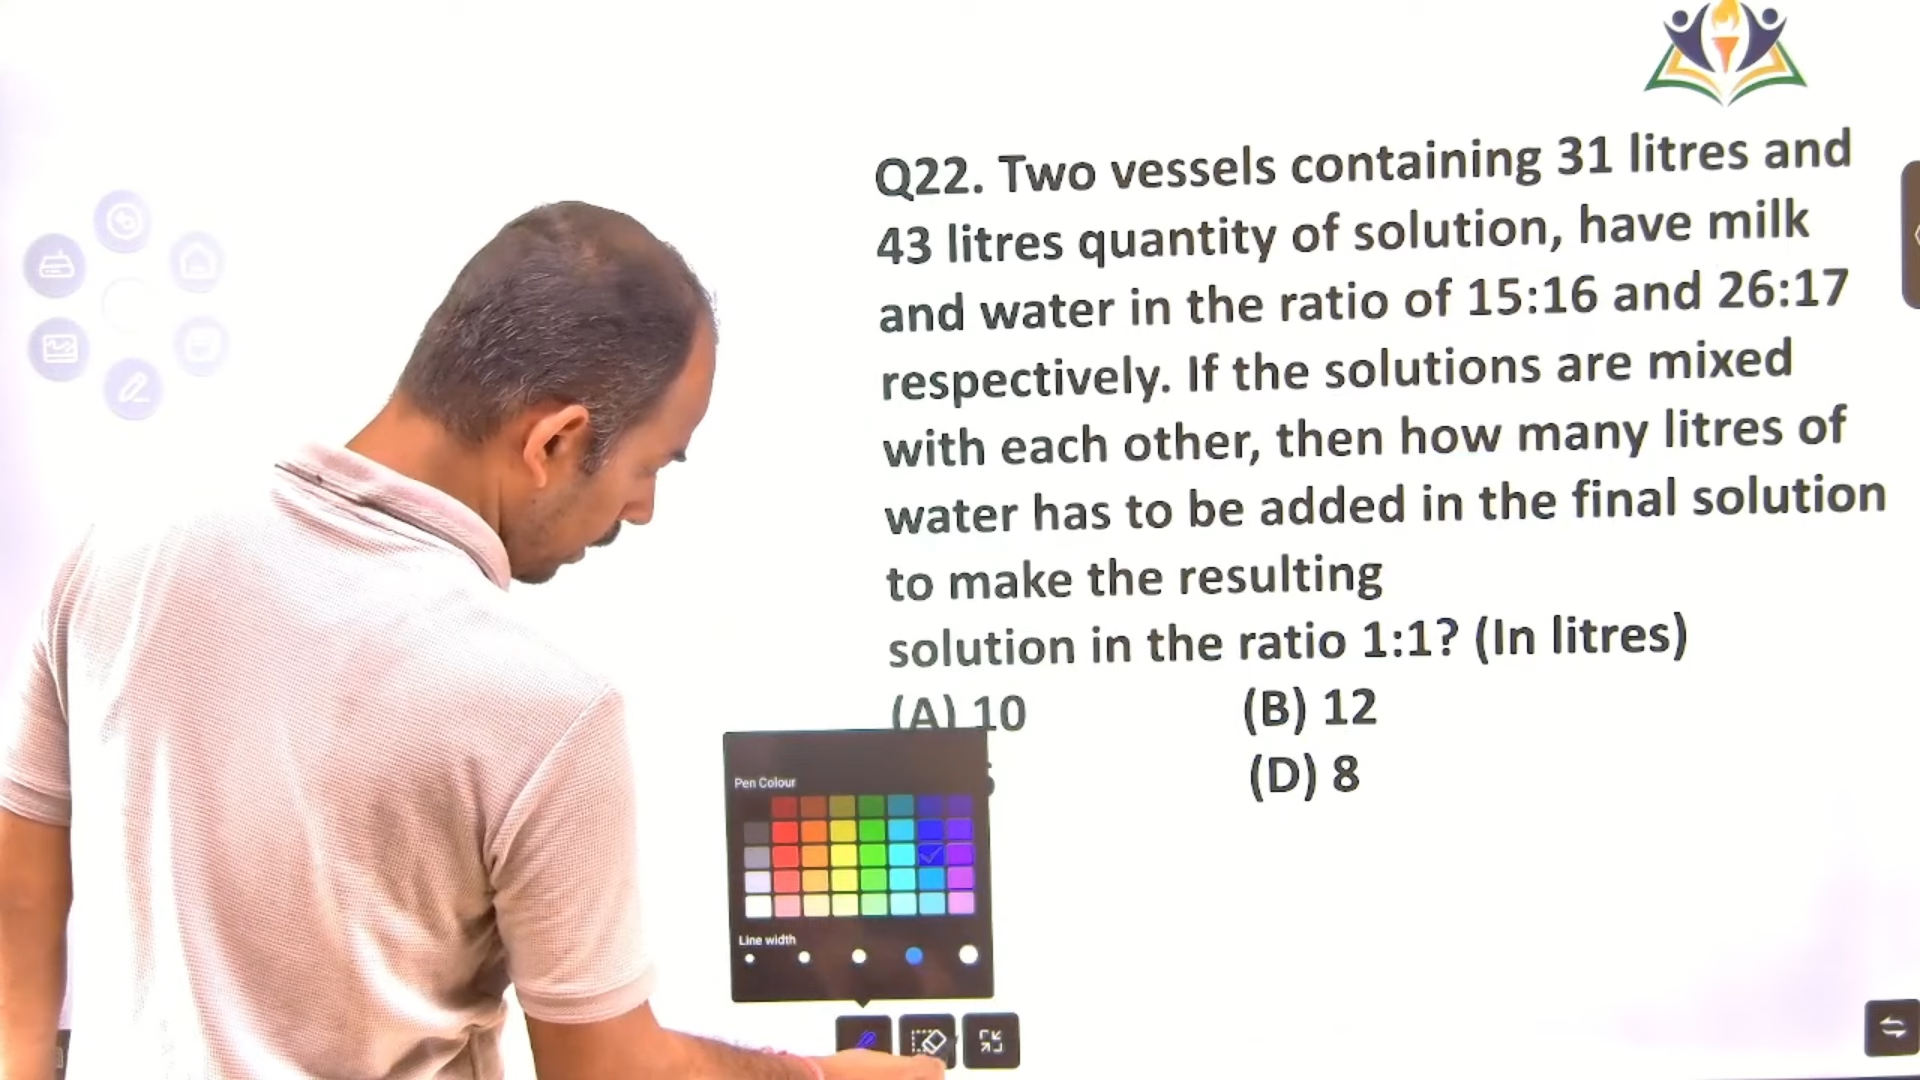 Q22. Two vessels containing 31 litres and
43 litres quantity of solution, have milk
and water in the ratio of 15:16 and 26:17
respectively. If the solutions are mixed
with each other, then how many litres of
water has to be added in the final solution
to make the resulting
solution in the ratio 1:1? (In litres)
(A) 10 (B) 12
(D) 8
Pen Colour
Line width